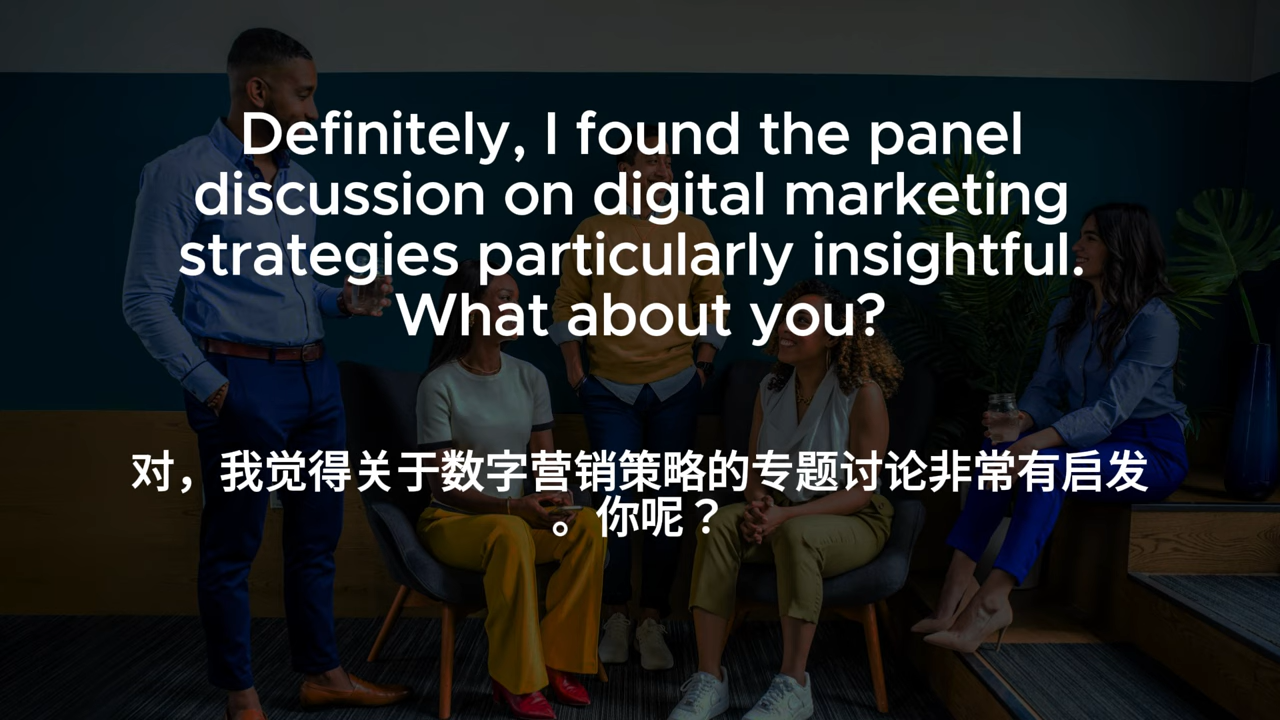 Definitely, I found the panel
discussion on digital marketing
strategies particularly insightful.
What about you?
对，我觉得关于数字营销策略的专题讨论非常有启发
。你呢？